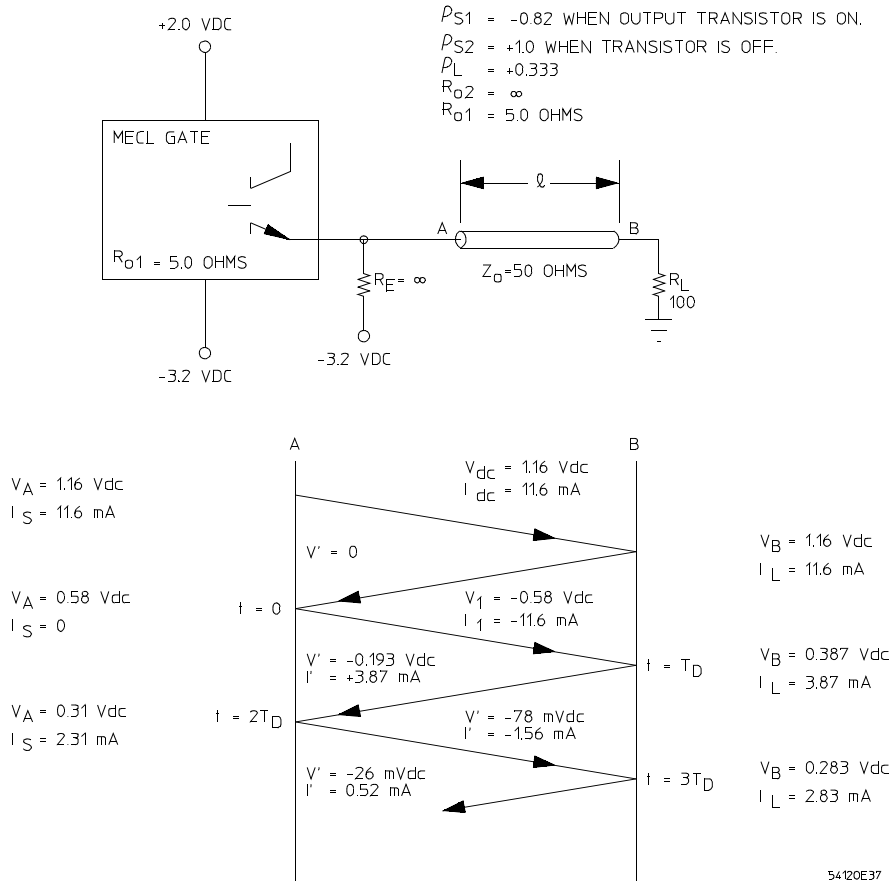 ρS1 = -0.82 WHEN OUTPUT TRANSISTOR IS ON.
ρS2 = +1.0 WHEN TRANSISTOR IS OFF.
ρL = +0.333
Ro2 = ∞
Ro1 = 5.0 OHMS
+2.0 VDC
MECL GATE
Ro1 = 5.0 OHMS
-3.2 VDC
RE= ∞
-3.2 VDC
ℓ
A
B
Zo=50 OHMS
RL
100
A
B
VA = 1.16 Vdc
IS = 11.6 mA
Vdc = 1.16 Vdc
Idc = 11.6 mA
V' = 0
VB = 1.16 Vdc
IL = 11.6 mA
VA = 0.58 Vdc
IS = 0
t = 0
V1 = -0.58 Vdc
I1 = -11.6 mA
V' = -0.193 Vdc
I' = +3.87 mA
t = TD
VB = 0.387 Vdc
IL = 3.87 mA
VA = 0.31 Vdc
IS = 2.31 mA
t = 2TD
V' = -78 mVdc
I' = -1.56 mA
V' = -26 mVdc
I' = 0.52 mA
t = 3TD
VB = 0.283 Vdc
IL = 2.83 mA
54120E37